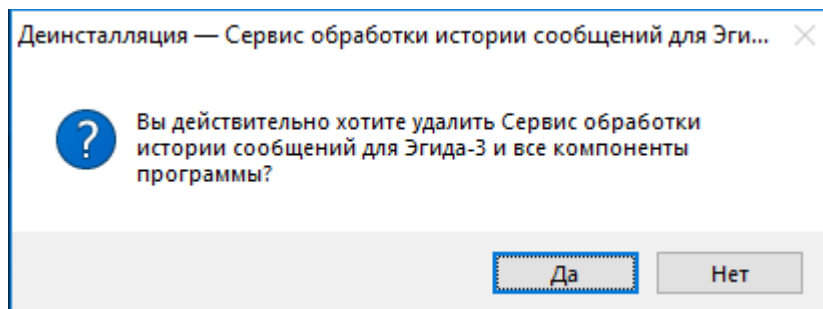 Деинсталляция — Сервис обработки истории сообщений для Эги...
Вы действительно хотите удалить Сервис обработки
истории сообщений для Эгида-3 и все компоненты
программы?
Да
Нет